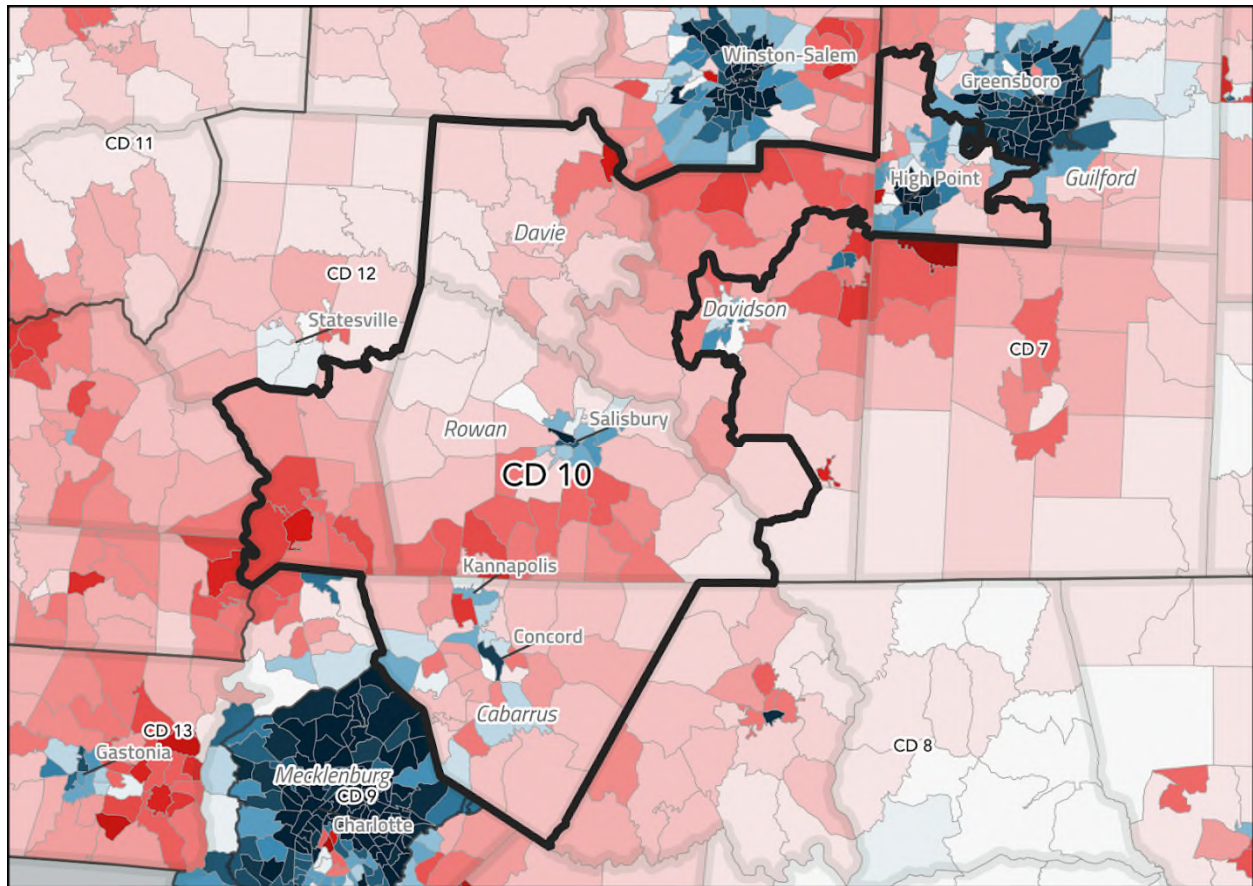 Winston-Salem
Greensboro
CD 11
High Point
Guilford
Davie
CD 12
Statesville
Davidson
CD 7
Rowan
Salisbury
CD 10
Kannapolis
Concord
Cabarrus
CD 13
Gastonia
CD 8
Mecklenburg
CD 9
Charlotte